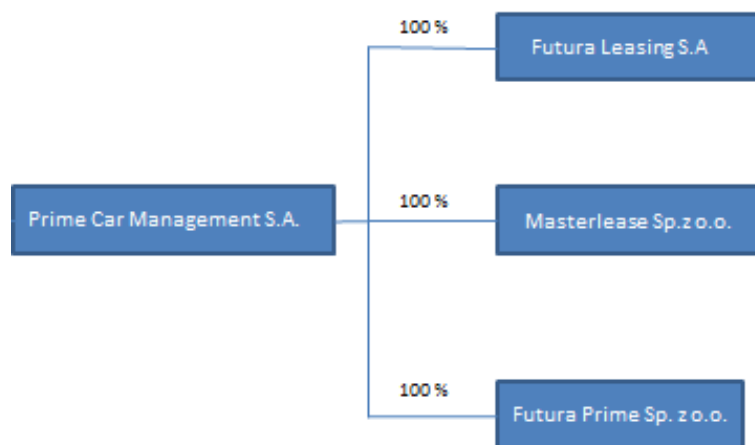 100 %
Futura Leasing S.A
Prime Car Management S.A.
100 %
Masterlease Sp.z o.o.
100 %
Futura Prime Sp. z o.o.